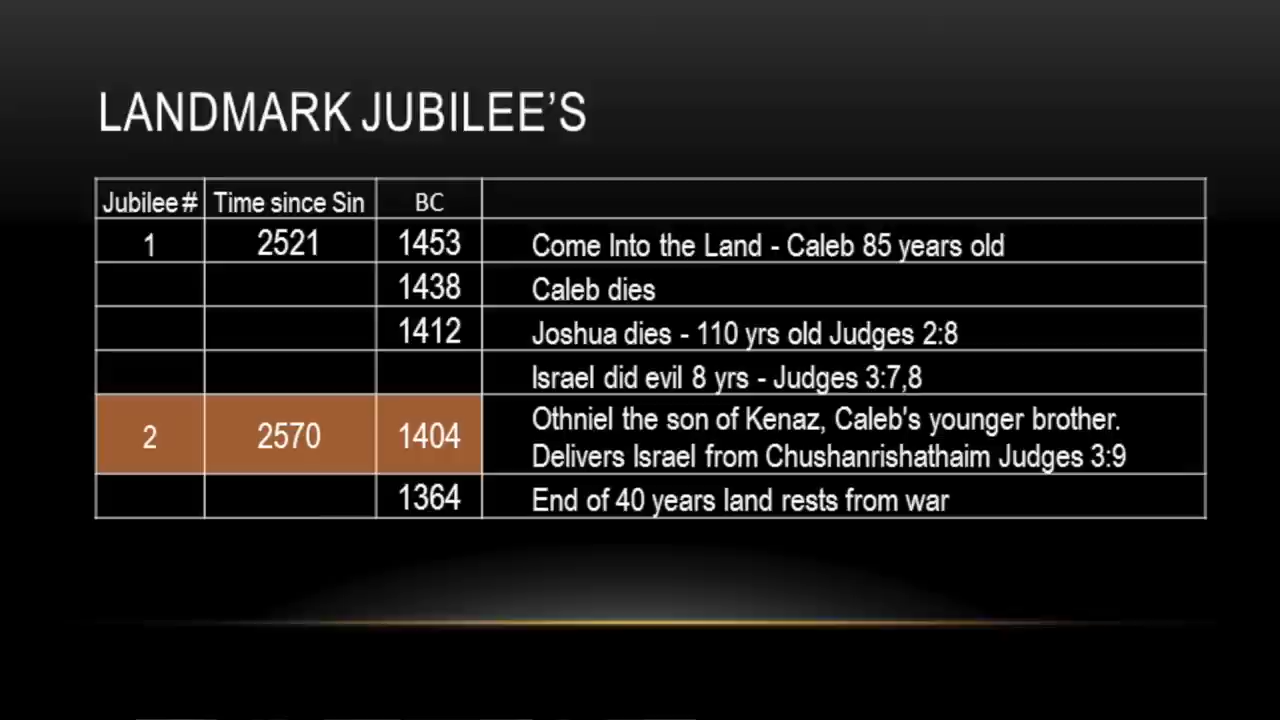 LANDMARK JUBILEE’S
Jubilee # Time since Sin BC
1 2521 1453 Come Into the Land - Caleb 85 years old
1438 Caleb dies
1412 Joshua dies - 110 yrs old Judges 2:8
Israel did evil 8 yrs - Judges 3:7,8
2 2570 1404 Othniel the son of Kenaz, Caleb's younger brother.
Delivers Israel from Chushanrishathaim Judges 3:9
1364 End of 40 years land rests from war